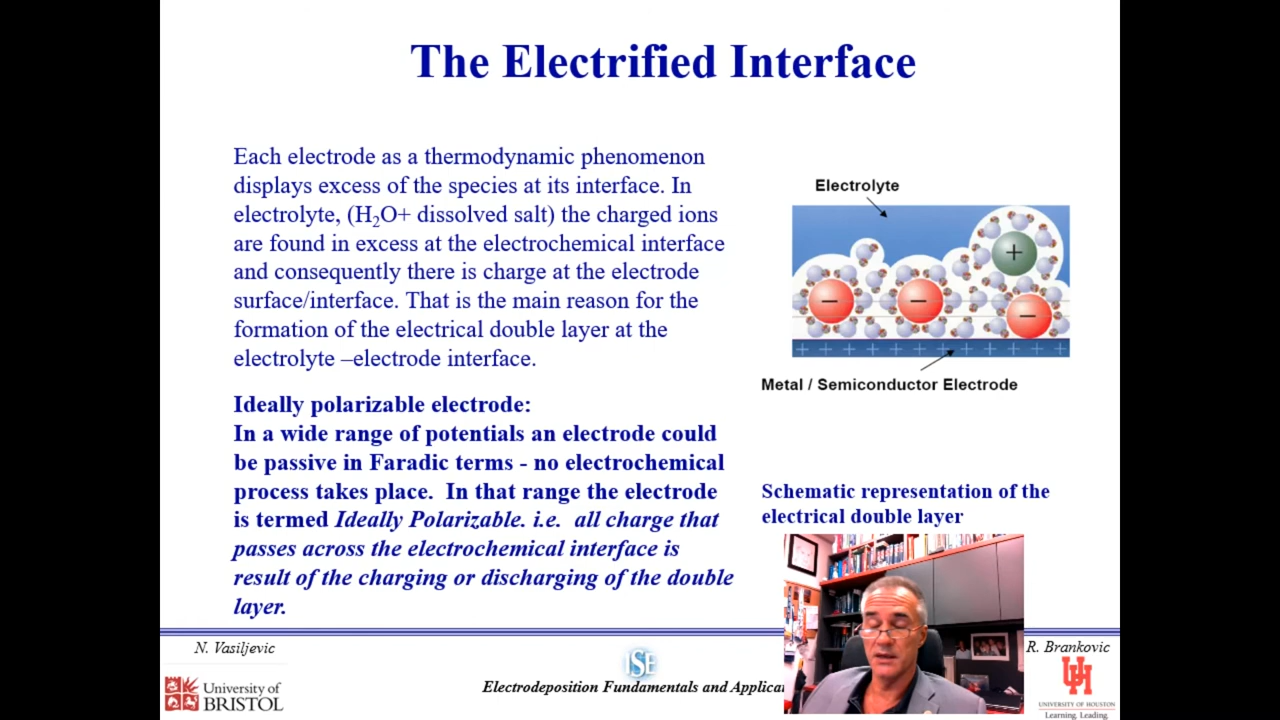 The Electrified Interface
Each electrode as a thermodynamic phenomenon
displays excess of the species at its interface. In
electrolyte, (H₂O+ dissolved salt) the charged ions
are found in excess at the electrochemical interface
and consequently there is charge at the electrode
surface/interface. That is the main reason for the
formation of the electrical double layer at the
electrolyte –electrode interface.
Ideally polarizable electrode:
In a wide range of potentials an electrode could
be passive in Faradic terms - no electrochemical
process takes place. In that range the electrode
is termed Ideally Polarizable. i.e. all charge that
passes across the electrochemical interface is
result of the charging or discharging of the double
layer.
Electrolyte
Metal / Semiconductor Electrode
Schematic representation of the
electrical double layer
N. Vasiljevic
University of
BRISTOL
ISE
Electrodeposition Fundamentals and
R. Brankovic
UNIVERSITY OF HOUSTON
Learning. Leading.